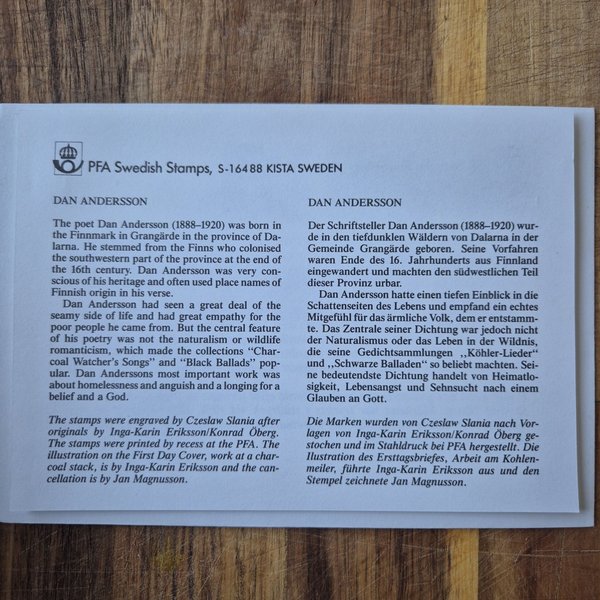 PFA Swedish Stamps, S-164 88 KISTA SWEDEN
DAN ANDERSSON
The poet Dan Andersson (1888–1920) was born in
the Finnmark in Grangärde in the province of Da-
larna. He stemmed from the Finns who colonised
the southwestern part of the province at the end of
the 16th century. Dan Andersson was very con-
scious of his heritage and often used place names of
Finnish origin in his verse.
Dan Andersson had seen a great deal of the
seamy side of life and had great empathy for the
poor people he came from. But the central feature
of his poetry was not the naturalism or wildlife
romanticism, which made the collections "Char-
coal Watcher's Songs" and "Black Ballads" pop-
ular. Dan Anderssons most important work was
about homelessness and anguish and a longing for a
belief and a God.
The stamps were engraved by Czeslaw Slania after
originals by Inga-Karin Eriksson/Konrad Öberg.
The stamps were printed by recess at the PFA. The
illustration on the First Day Cover, work at a char-
coal stack, is by Inga-Karin Eriksson and the can-
cellation is by Jan Magnusson.
DAN ANDERSSON
Der Schriftsteller Dan Andersson (1888–1920) wur-
de in den tiefdunklen Wäldern von Dalarna in der
Gemeinde Grangärde geboren. Seine Vorfahren
waren Ende des 16. Jahrhunderts aus Finnland
eingewandert und machten den südwestlichen Teil
dieser Provinz urbar.
Dan Andersson hatte einen tiefen Einblick in die
Schattenseiten des Lebens und empfand ein echtes
Mitgefühl für das ärmliche Volk, dem er entstamm-
te. Das Zentrale seiner Dichtung war jedoch nicht
der Naturalismus oder das Leben in der Wildnis,
die seine Gedichtsammlungen ,,Köhler-Lieder“
und ,,Schwarze Balladen“ so beliebt machten. Sei-
ne bedeutendste Dichtung handelt von Heimatlo-
sigkeit, Lebensangst und Sehnsucht nach einem
Glauben an Gott.
Die Marken wurden von Czeslaw Slania nach Vor-
lagen von Inga-Karin Eriksson/Konrad Öberg ge-
stochen und im Stahldruck bei PFA hergestellt. Die
Ilustration des Ersttagsbriefes, Arbeit am Kohlen-
meiler, führte Inga-Karin Eriksson aus und den
Stempel zeichnete Jan Magnusson.